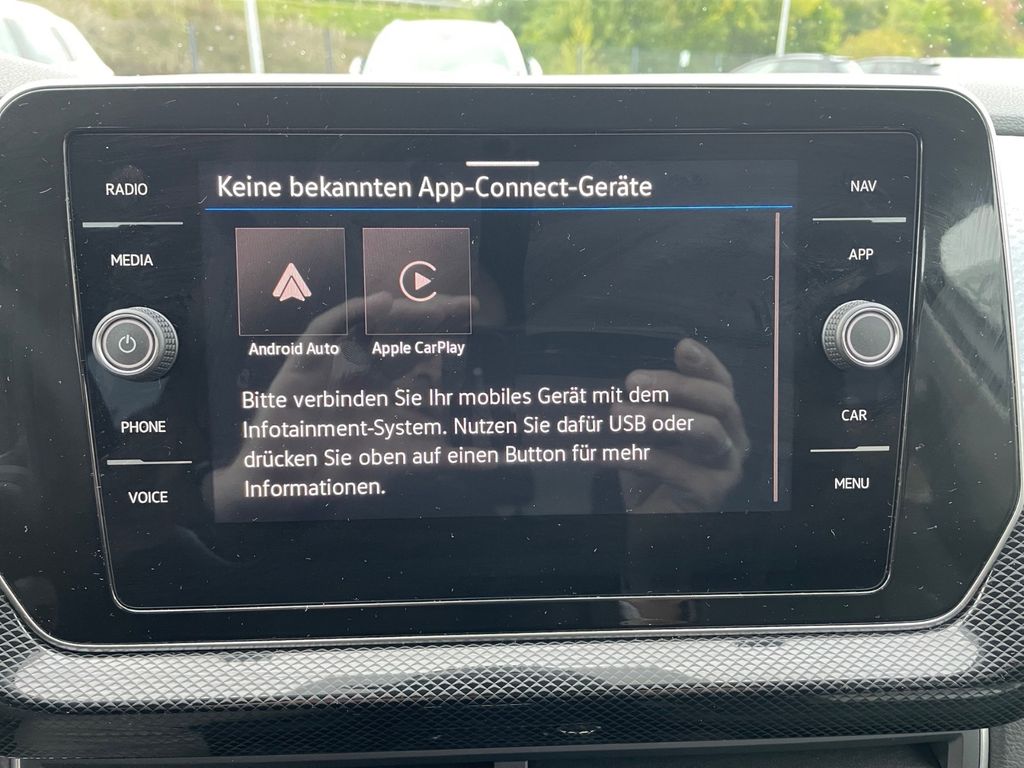 Keine bekannten App-Connect-Geräte
RADIO
MEDIA
PHONE
VOICE
Android Auto
Apple CarPlay
Bitte verbinden Sie Ihr mobiles Gerät mit dem
Infotainment-System. Nutzen Sie dafür USB oder
drücken Sie oben auf einen Button für mehr
Informationen.
NAV
APP
CAR
MENU